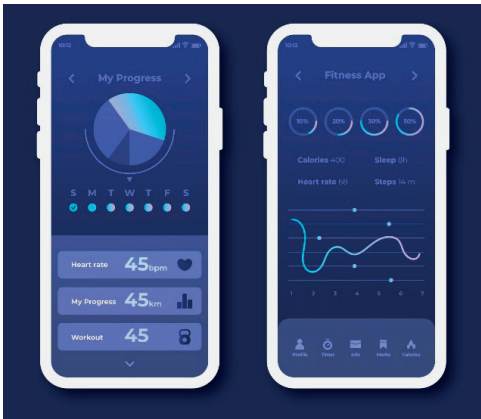 10:12
My Progress
S M T W T F S
Heart rate 45bpm
My Progress 45km
Workout 45
10:12
Fitness App
10% 20% 30% 50%
Calories 400 Sleep 8h
Heart rate 68 Steps 14 m
1 2 3 4 5 6 7
Profile Timer Info Marks Calories